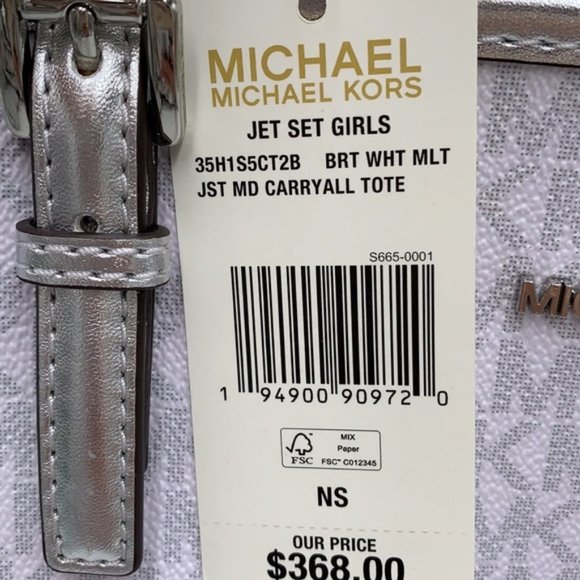 MICHAEL
MICHAEL KORS
JET SET GIRLS
35H1S5CT2B BRT WHT MLT
JST MD CARRYALL TOTE
S665-0001
1 94900 90972 0
FSC
MIX
Paper
FSC™ C012345
NS
OUR PRICE
$368.00